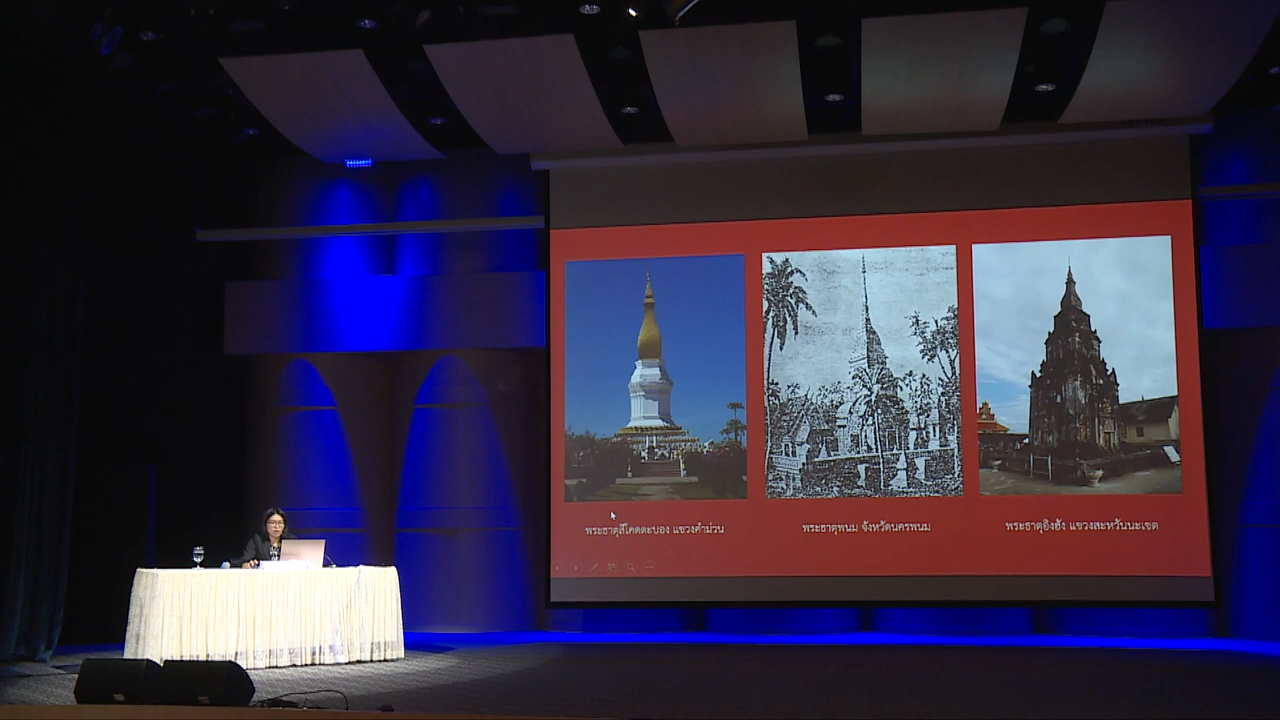 พระธาตุสีโคดตะบอง แขวงคำม่วน
พระธาตุพนม จังหวัดนครพนม
พระธาตุอิงฮัง แขวงสะหวันนะเขต